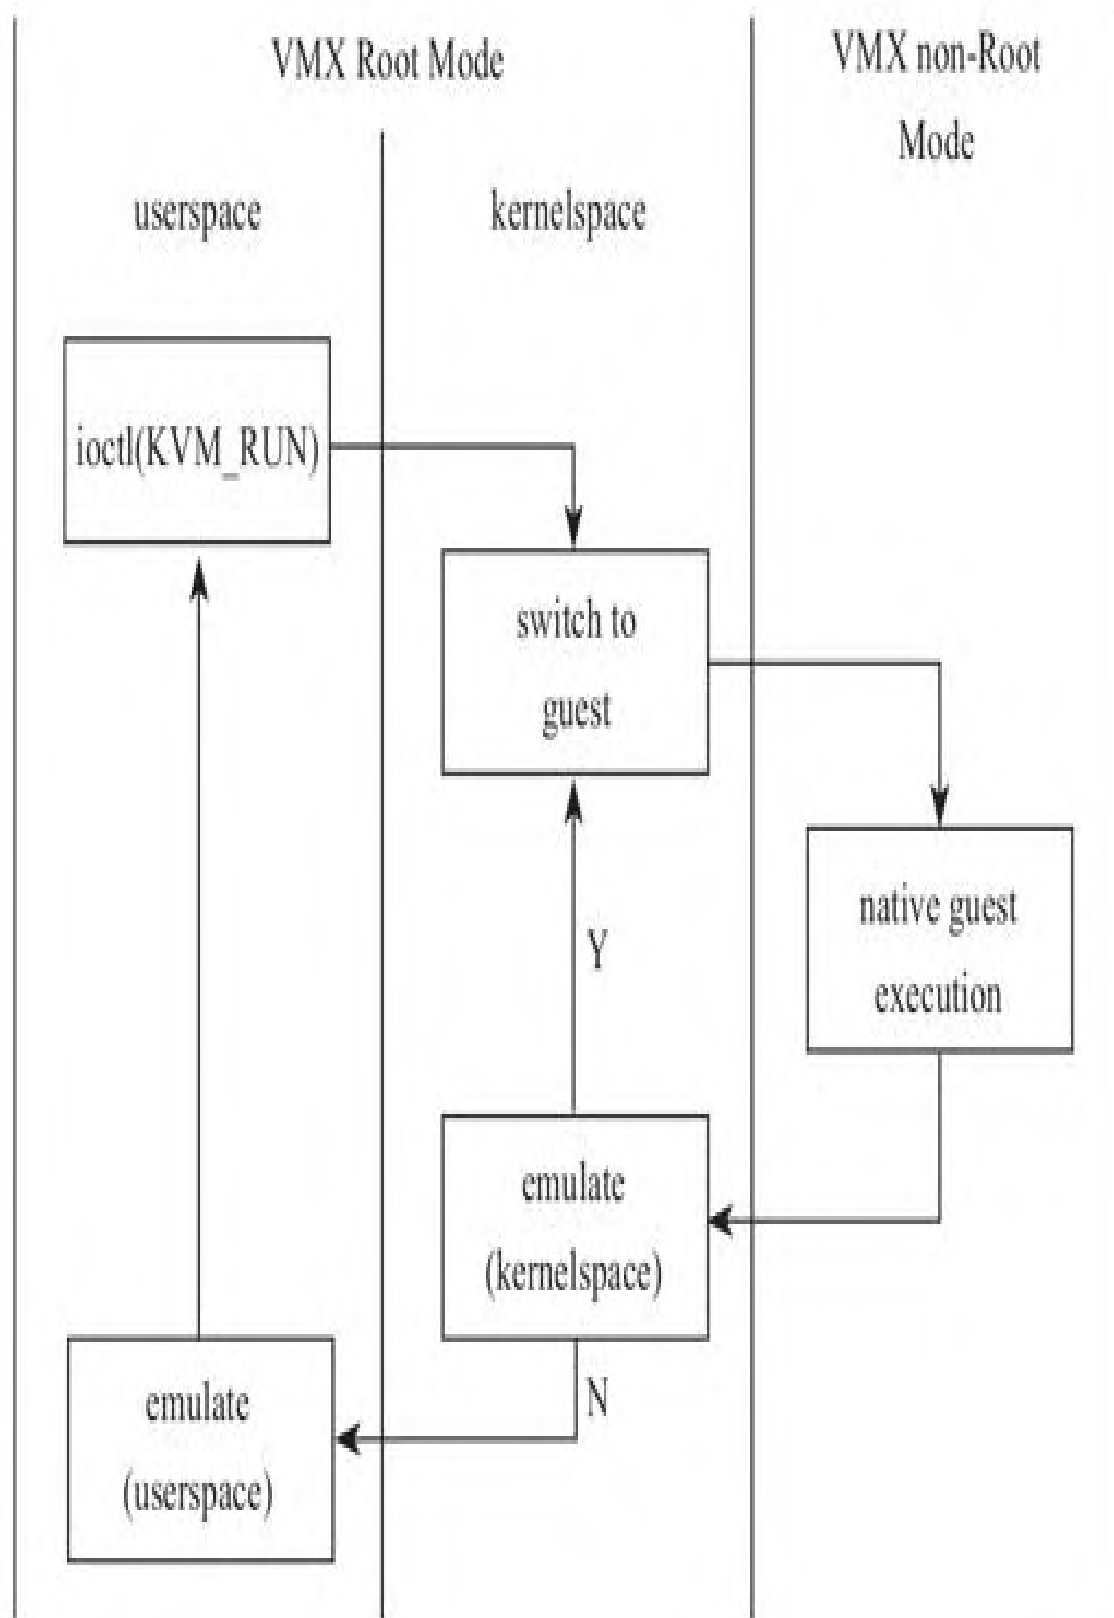 VMX Root Mode
VMX non-Root
Mode
userspace
kernelspace
ioctl(KVM_RUN)
switch to
guest
native guest
execution
Y
emulate
(kernelspace)
N
emulate
(userspace)